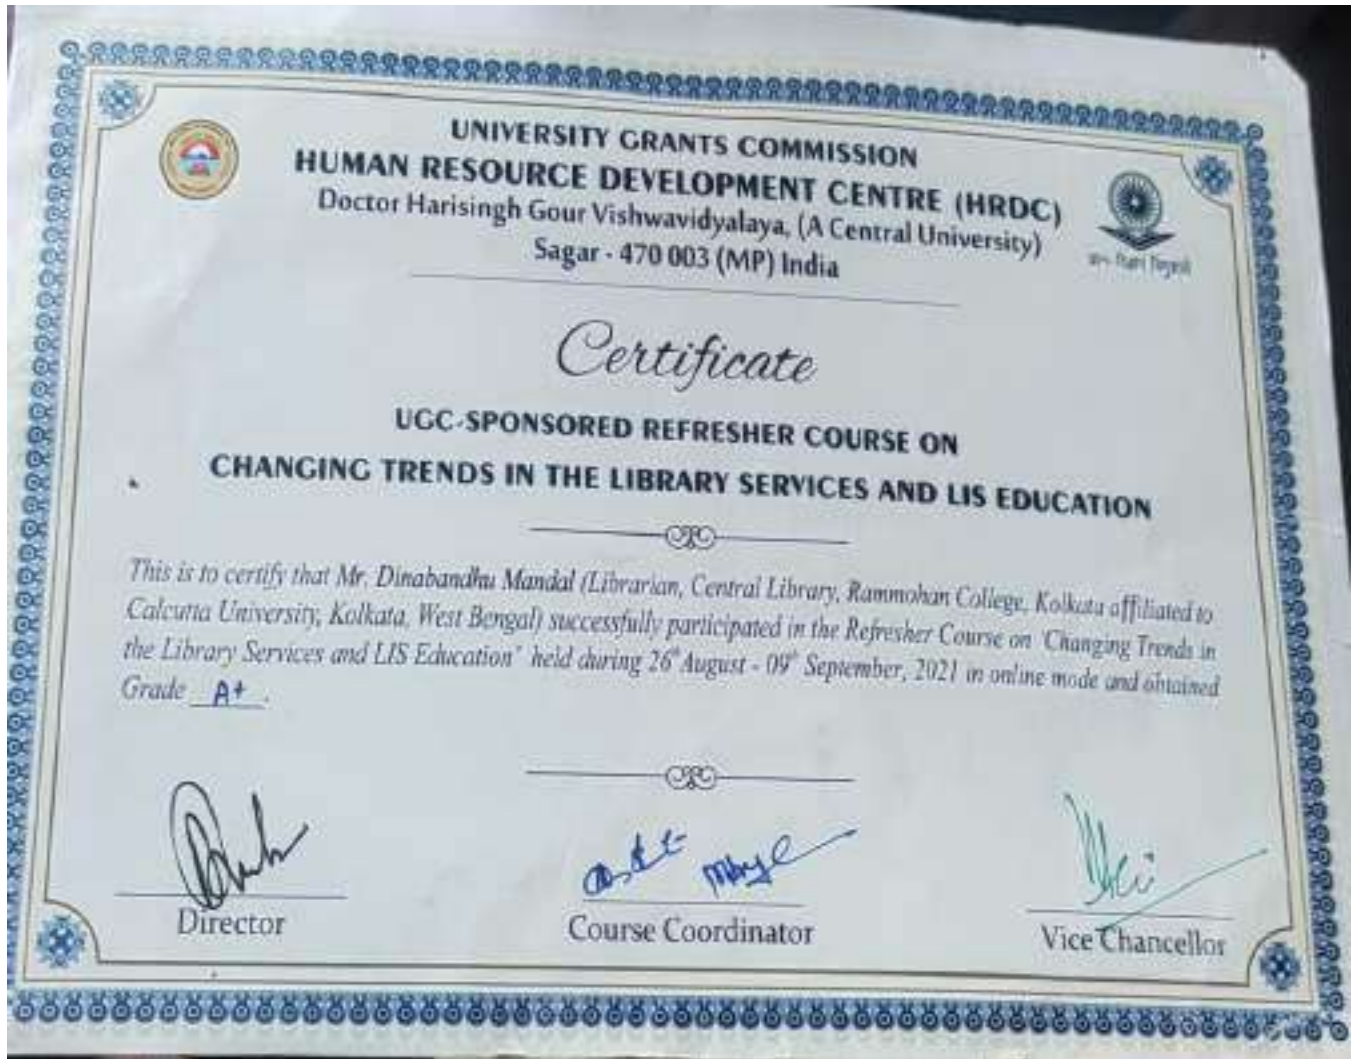 UNIVERSITY GRANTS COMMISSION
HUMAN RESOURCE DEVELOPMENT CENTRE (HRDC)
Doctor Harisingh Gour Vishwavidyalaya, (A Central University)
Sagar - 470 003 (MP) India
Certificate
UGC-SPONSORED REFRESHER COURSE ON
CHANGING TRENDS IN THE LIBRARY SERVICES AND LIS EDUCATION
This is to certify that Mr. Dinabandhu Mandal (Librarian, Central Library, Rammohan College, Kolkata affiliated to
Calcutta University, Kolkata, West Bengal) successfully participated in the Refresher Course on 'Changing Trends in
the Library Services and LIS Education" held during 26th August - 09th September, 2021 in online mode and obtained
Grade A+.
Director
Course Coordinator
Vice Chancellor